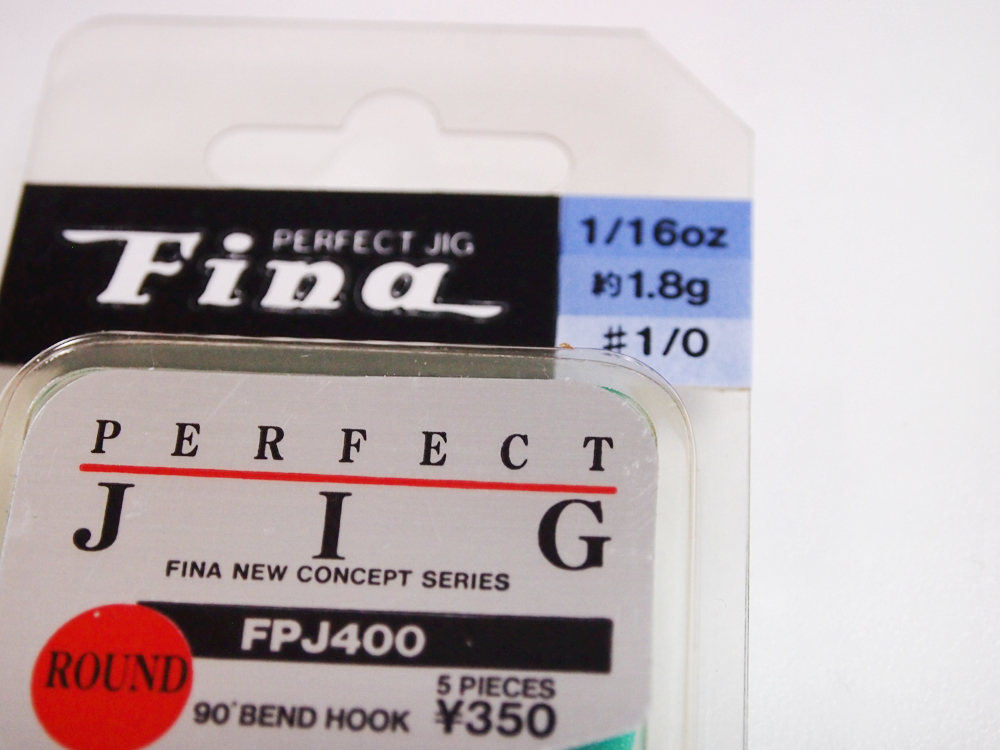 PERFECT JIG
Fina
1/16oz
約1.8g
#1/0
PERFECT
JIG
FINA NEW CONCEPT SERIES
FPJ400
ROUND
5 PIECES
90°BEND HOOK ¥350